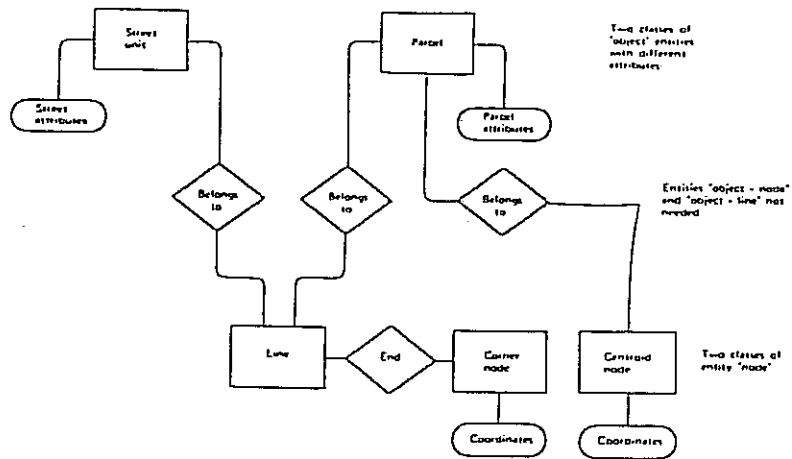 Street
unit
Parcel
Two classes of
"object" entities
with different
attributes
Street
attributes
Parcel
attributes
Belongs
to
Belongs
to
Belongs
to
Entities "object - node"
and "object - line" not
needed
Line
End
Corner
node
Centroid
node
Two classes of
entity "node"
Coordinates
Coordinates